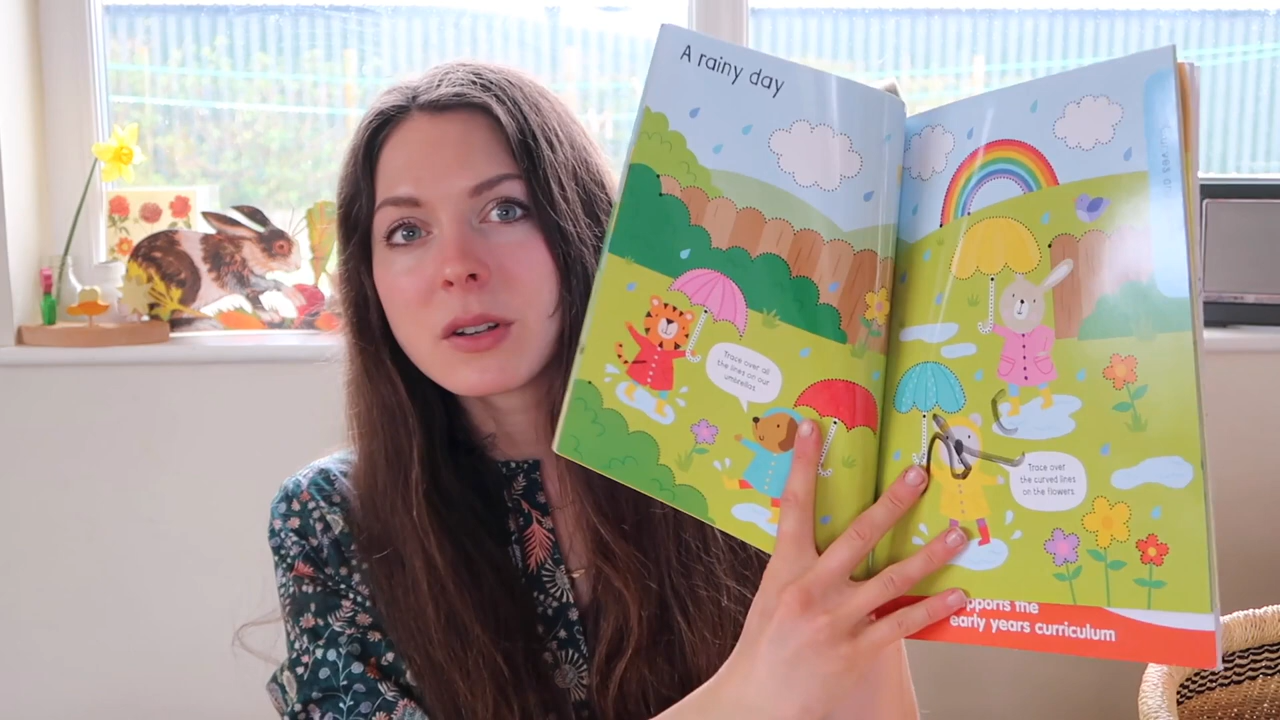 A rainy day
Trace over all
the lines on our
umbrellas
Trace over
the curved lines
on the flowers
pports the
early years curriculum